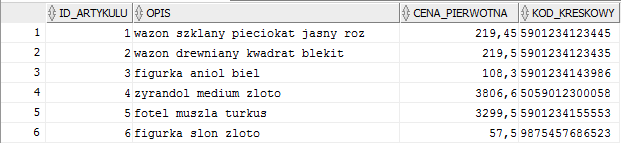 ID_ARTYKULU OPIS CENA_PIERWOTNA KOD_KRESKOWY
1 1 wazon szklany pieciokat jasny roz 219,45 5901234123445
2 2 wazon drewniany kwadrat blekit 219,5 5901234123435
3 3 figurka aniol biel 108,3 5901234143986
4 4 zyrandol medium zloto 3806,6 5059012300058
5 5 fotel muszla turkus 3299,5 5901234155553
6 6 figurka slon zloto 57,5 9875457686523